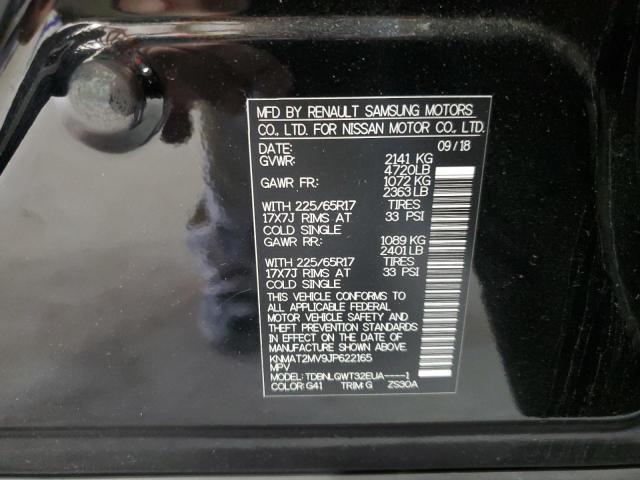 MFD BY RENAULT SAMSUNG MOTORS
CO., LTD. FOR NISSAN MOTOR CO., LTD.
DATE: 09/18
GVWR: 2141 KG
4720LB
GAWR FR: 1072 KG
2363 LB
WITH 225/65R17 TIRES
17X7J RIMS AT 33 PSI
COLD SINGLE
GAWR RR: 1089 KG
2401 LB
WITH 225/65R17 TIRES
17X7J RIMS AT 33 PSI
COLD SINGLE
THIS VEHICLE CONFORMS TO
ALL APPLICABLE FEDERAL
MOTOR VEHICLE SAFETY AND
THEFT PREVENTION STANDARDS
IN EFFECT ON THE DATE OF
MANUFACTURE SHOWN ABOVE.
KNMAT2MV9JP622165
MPV
MODEL: TDBNLQWT32EUA----1
COLOR: G41 TRIM: G ZS30A